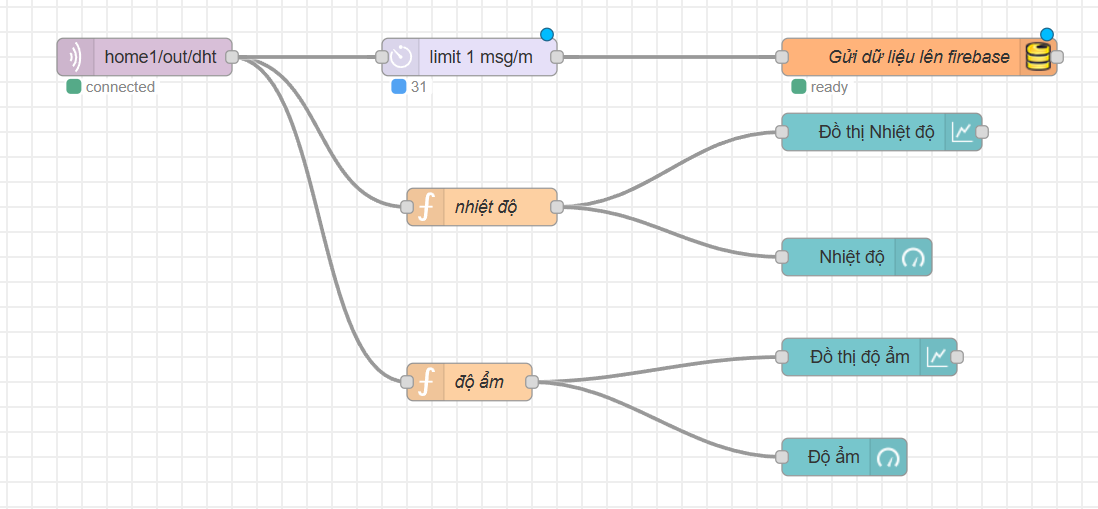 home1/out/dht
connected
limit 1 msg/m
31
Gửi dữ liệu lên firebase
ready
Đồ thị Nhiệt độ
nhiệt độ
Nhiệt độ
Đồ thị độ ẩm
độ ẩm
Độ ẩm